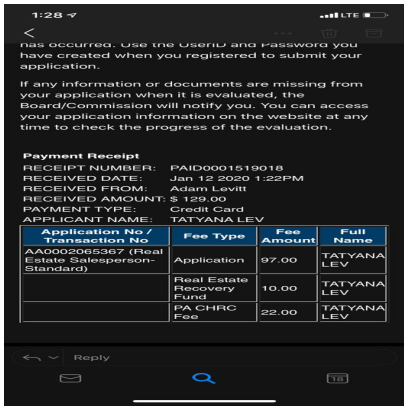 1:28
LTE
has occurred. Use the UserID and Password you
have created when you registered to submit your
application.
If any information or documents are missing from
your application when it is evaluated, the
Board/Commission will notify you. You can access
your application information on the website at any
time to check the progress of the evaluation.
Payment Receipt
RECEIPT NUMBER: PAID0001519018
RECEIVED DATE: Jan 12 2020 1:22PM
RECEIVED FROM: Adam Levitt
RECEIVED AMOUNT: $ 129.00
PAYMENT TYPE: Credit Card
APPLICANT NAME: TATYANA LEV
Application No / Transaction No Fee Type Fee Amount Full Name
AA0002065367 (Real Estate Salesperson-Standard) Application 97.00 TATYANA LEV
Real Estate Recovery Fund 10.00 TATYANA LEV
PA CHRC Fee 22.00 TATYANA LEV
Reply
18